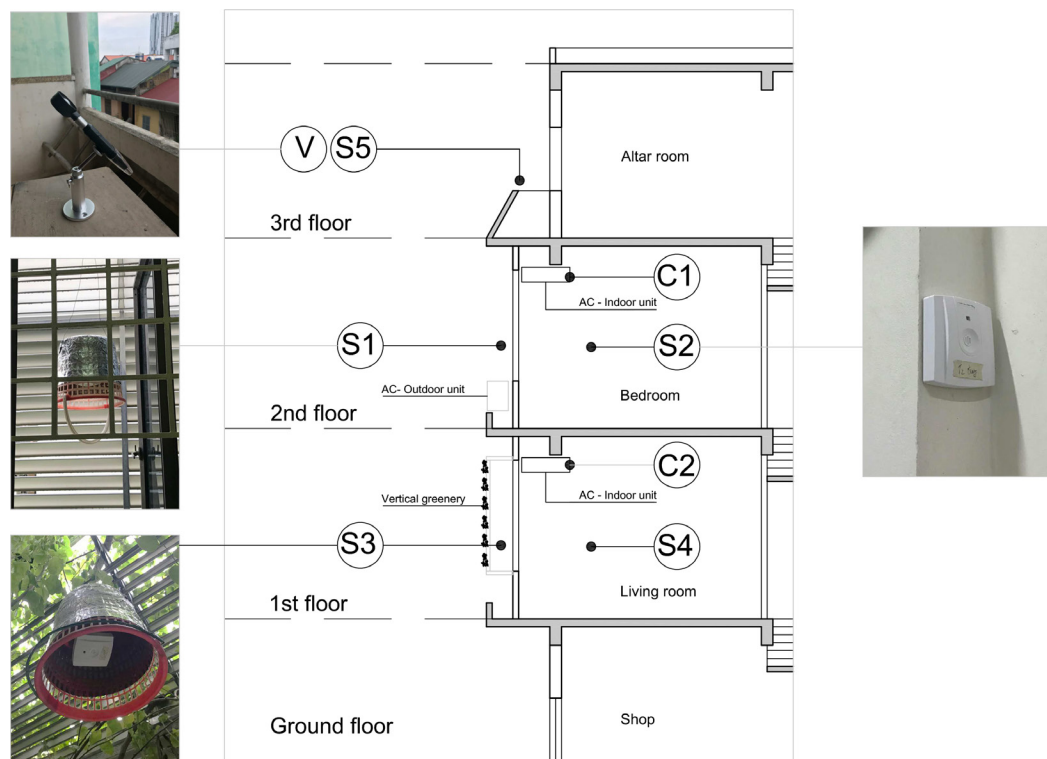 V
S5
Altar room
3rd floor
C1
AC - Indoor unit
S1
S2
AC- Outdoor unit
Bedroom
2nd floor
C2
Vertical greenery
AC - Indoor unit
S3
S4
Living room
1st floor
Ground floor
Shop